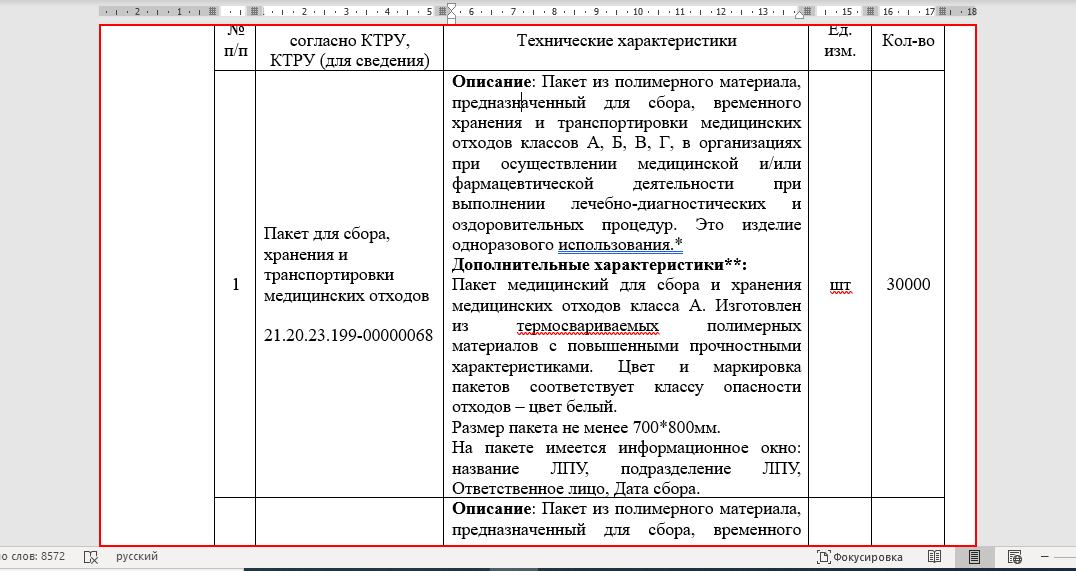 2 1 1 2 3 4 5 6 7 8 9 10 11 12 13 15 16 17 18
№ п/п
согласно КТРУ,
КТРУ (для сведения)
Технические характеристики
Ед. изм.
Кол-во
1
Пакет для сбора,
хранения и
транспортировки
медицинских отходов
21.20.23.199-00000068
Описание: Пакет из полимерного материала,
предназначенный для сбора, временного
хранения и транспортировки медицинских
отходов классов А, Б, В, Г, в организациях
при осуществлении медицинской и/или
фармацевтической деятельности при
выполнении лечебно-диагностических и
оздоровительных процедур. Это изделие
одноразового использования.*
Дополнительные характеристики**:
Пакет медицинский для сбора и хранения
медицинских отходов класса А. Изготовлен
из термосвариваемых полимерных
материалов с повышенными прочностными
характеристиками. Цвет и маркировка
пакетов соответствует классу опасности
отходов – цвет белый.
Размер пакета не менее 700*800мм.
На пакете имеется информационное окно:
название ЛПУ, подразделение ЛПУ,
Ответственное лицо, Дата сбора.
шт
30000
Описание: Пакет из полимерного материала,
предназначенный для сбора, временного
о слов: 8572
русский
Фокусировка